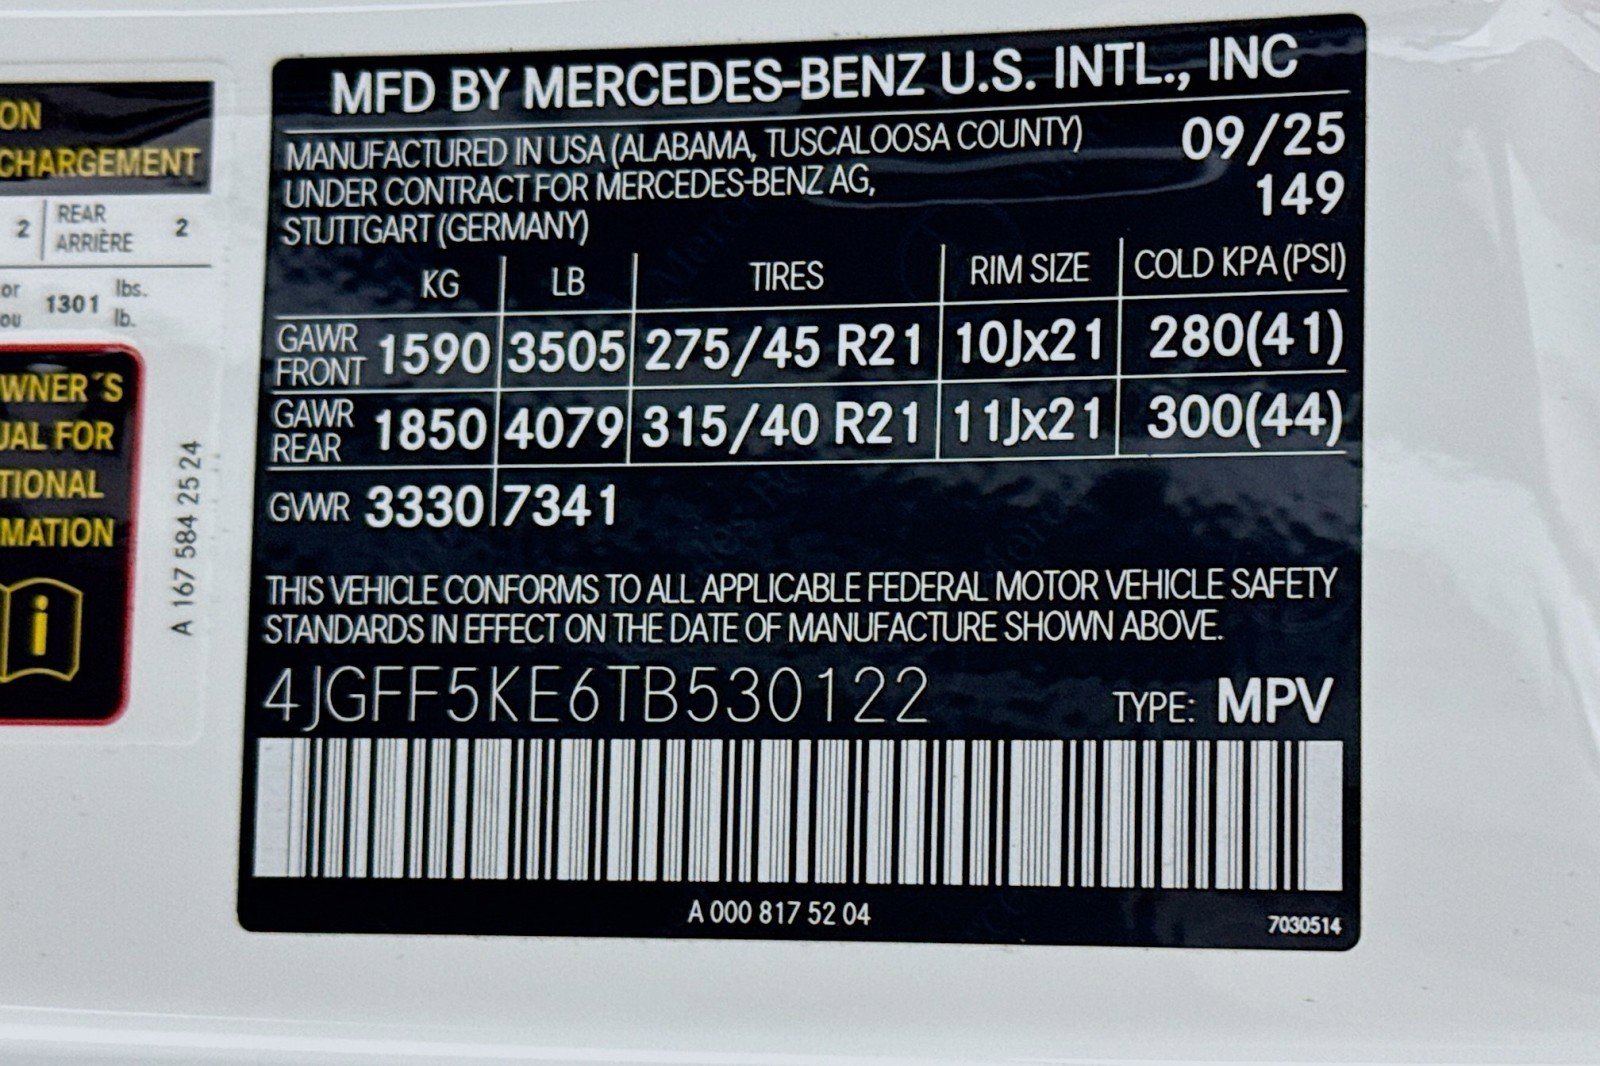 ON
CHARGEMENT
2 REAR ARRIÈRE 2
or 1301 lbs.
ou lb.
WNER´S
UAL FOR
TIONAL
MATION
i
A 167 584 25 24
MFD BY MERCEDES-BENZ U.S. INTL., INC
MANUFACTURED IN USA (ALABAMA, TUSCALOOSA COUNTY) 09/25
UNDER CONTRACT FOR MERCEDES-BENZ AG, 149
STUTTGART (GERMANY)
KG LB TIRES RIM SIZE COLD KPA (PSI)
GAWR FRONT 1590 3505 275/45 R21 10Jx21 280(41)
GAWR REAR 1850 4079 315/40 R21 11Jx21 300(44)
GVWR 3330 7341
THIS VEHICLE CONFORMS TO ALL APPLICABLE FEDERAL MOTOR VEHICLE SAFETY
STANDARDS IN EFFECT ON THE DATE OF MANUFACTURE SHOWN ABOVE.
4JGFF5KE6TB530122 TYPE: MPV
A 000 817 52 04
7030514